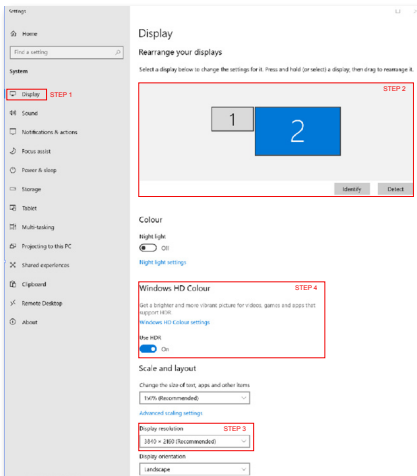 Settings
Home
Find a setting
System
Display STEP 1
Sound
Notifications & actions
Focus assist
Power & sleep
Storage
Tablet
Multi-tasking
Projecting to this PC
Shared experiences
Clipboard
Remote Desktop
About
Display
Rearrange your displays
Select a display below to change the settings for it. Press and hold (or select) a display, then drag to rearrange it.
STEP 2
1
2
Identify Detect
Colour
Night light
Off
Night light settings
Windows HD Colour STEP 4
Get a brighter and more vibrant picture for videos, games and apps that
support HDR.
Windows HD Colour settings
Use HDR
On
Scale and layout
Change the size of text, apps and other items
(Recommended)
Advanced scaling settings
Display resolution STEP 3
3840 × 2160 (Recommended)
Display orientation
Landscape